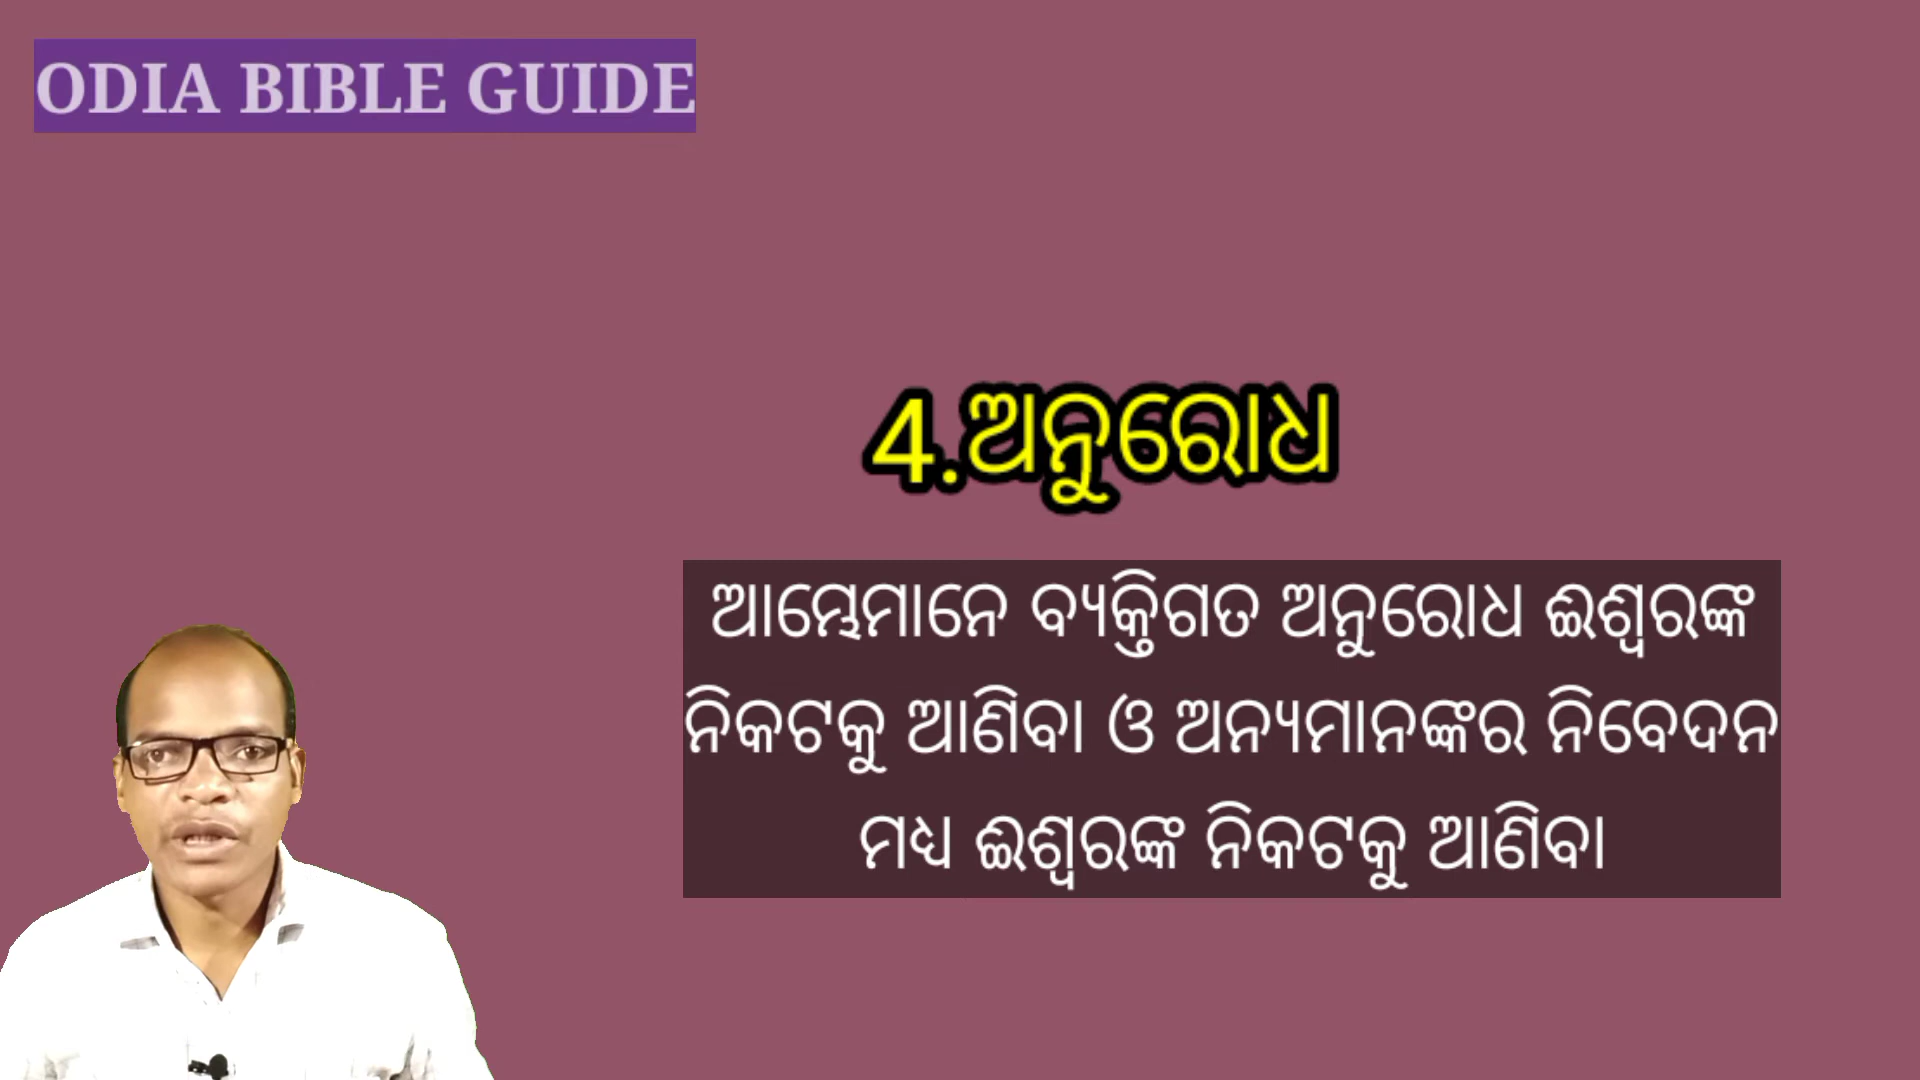 ODIA BIBLE GUIDE
4.ଅନୁରୋଧ
ଆମ୍ଭେମାନେ ବ୍ୟକ୍ତିଗତ ଅନୁରୋଧ ଈଶ୍ୱରଙ୍କ
ନିକଟକୁ ଆଣିବା ଓ ଅନ୍ୟମାନଙ୍କର ନିବେଦନ
ମଧ୍ୟ ଈଶ୍ୱରଙ୍କ ନିକଟକୁ ଆଣିବା